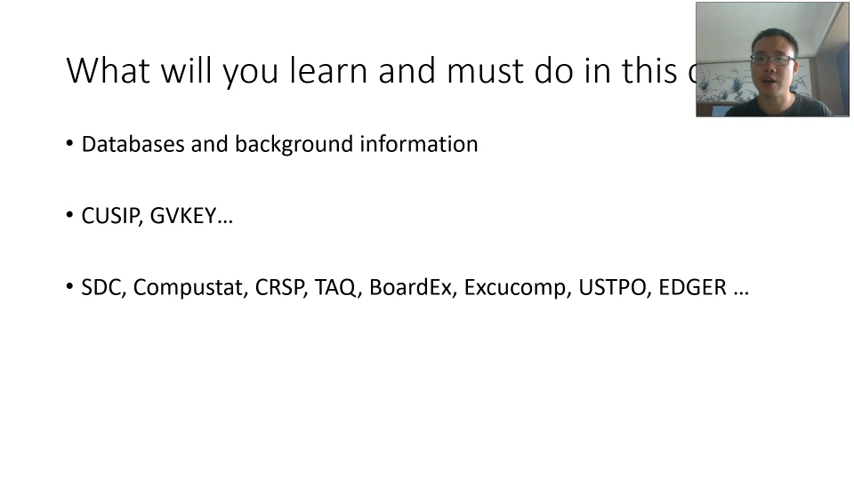 What will you learn and must do in this
• Databases and background information
• CUSIP, GVKEY...
• SDC, Compustat, CRSP, TAQ, BoardEx, Excucomp, USTPO, EDGER ...